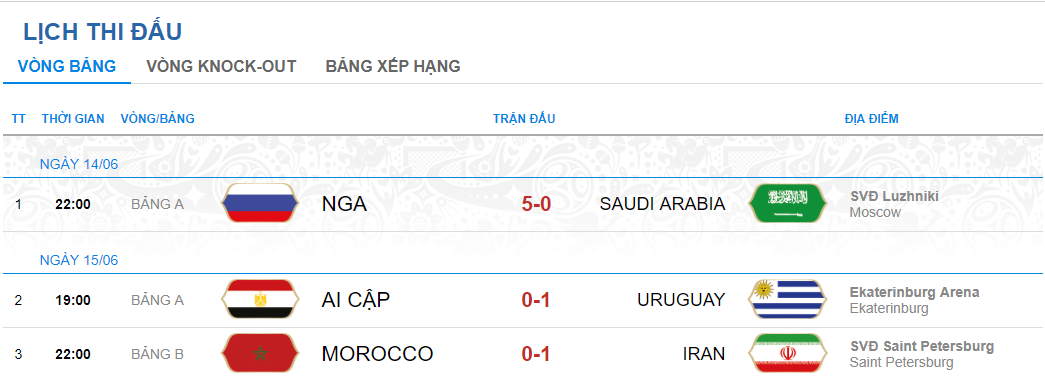 LỊCH THI ĐẤU
VÒNG BẢNG VÒNG KNOCK-OUT BẢNG XẾP HẠNG
TT THỜI GIAN VÒNG/BẢNG TRẬN ĐẤU ĐỊA ĐIỂM
NGÀY 14/06
1 22:00 BẢNG A NGA 5-0 SAUDI ARABIA SVĐ Luzhniki
Moscow
NGÀY 15/06
2 19:00 BẢNG A AI CẬP 0-1 URUGUAY Ekaterinburg Arena
Ekaterinburg
3 22:00 BẢNG B MOROCCO 0-1 IRAN SVĐ Saint Petersburg
Saint Petersburg